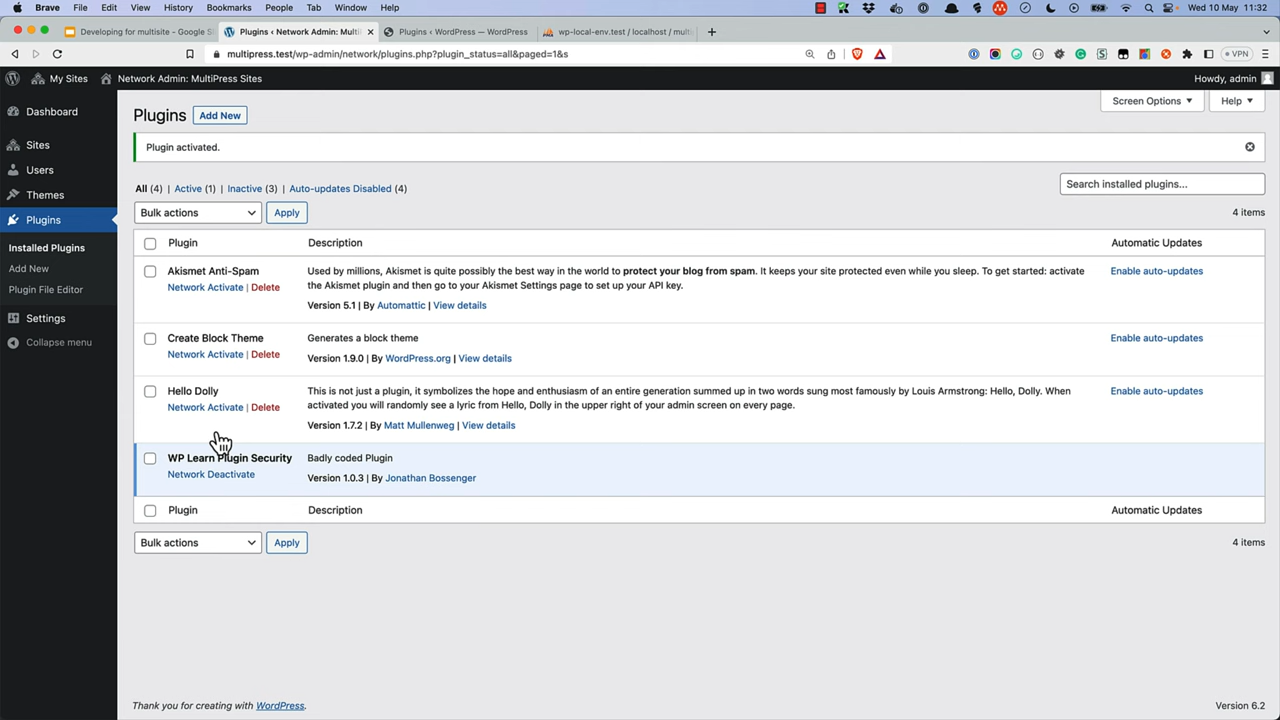 Brave File Edit View History Bookmarks People Tab Window Help Wed 10 May 11:32
Developing for multisite - Google S Plugins ‹ Network Admin: Multi Plugins ‹ WordPress — WordPress wp-local-env.test / localhost / mult
multipress.test/wp-admin/network/plugins.php?plugin_status=all&paged=1&s VPN
My Sites Network Admin: MultiPress Sites Howdy, admin
Dashboard
Sites
Users
Themes
Plugins
Installed Plugins
Add New
Plugin File Editor
Settings
Collapse menu
Screen Options Help
Plugins Add New
Plugin activated.
All (4) | Active (1) | Inactive (3) | Auto-updates Disabled (4)
Search installed plugins...
Bulk actions Apply 4 items
Plugin Description Automatic Updates
Akismet Anti-Spam Used by millions, Akismet is quite possibly the best way in the world to protect your blog from spam. It keeps your site protected even while you sleep. To get started: activate Enable auto-updates
Network Activate | Delete the Akismet plugin and then go to your Akismet Settings page to set up your API key.
Version 5.1 | By Automattic | View details
Create Block Theme Generates a block theme Enable auto-updates
Network Activate | Delete Version 1.9.0 | By WordPress.org | View details
Hello Dolly This is not just a plugin, it symbolizes the hope and enthusiasm of an entire generation summed up in two words sung most famously by Louis Armstrong: Hello, Dolly. When Enable auto-updates
Network Activate | Delete activated you will randomly see a lyric from Hello, Dolly in the upper right of your admin screen on every page.
Version 1.7.2 | By Matt Mullenweg | View details
WP Learn Plugin Security Badly coded Plugin
Network Deactivate Version 1.0.3 | By Jonathan Bossenger
Plugin Description Automatic Updates
Bulk actions Apply 4 items
Thank you for creating with WordPress. Version 6.2